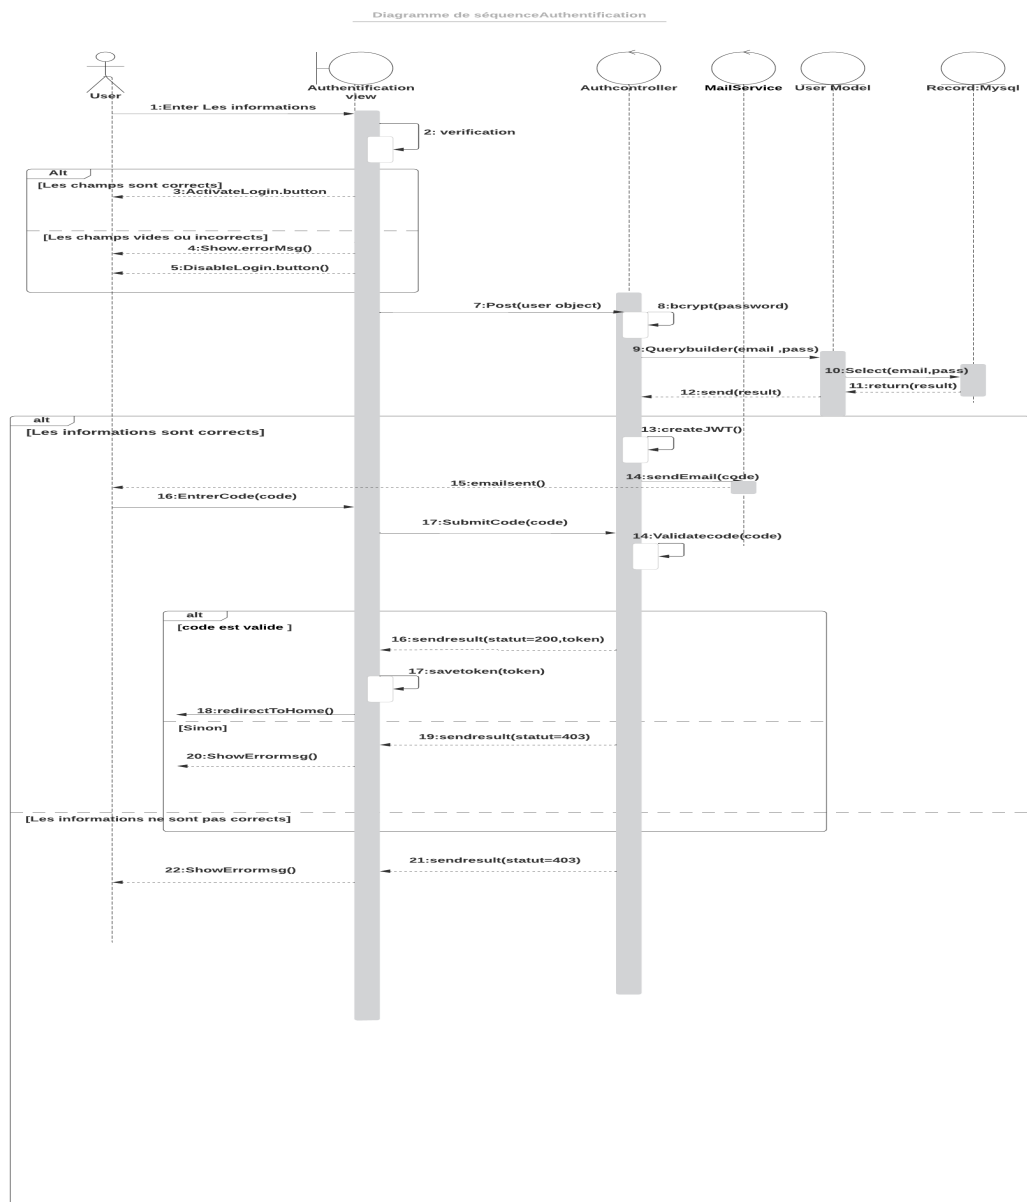 Diagramme de séquenceAuthentification
User
Authentification
view
Authcontroller
MailService
User Model
Record:Mysql
1:Enter Les informations
2: verification
Alt
[Les champs sont corrects]
3:ActivateLogin.button
[Les champs vides ou incorrects]
4:Show.errorMsg()
5:DisableLogin.button()
7:Post(user object)
8:bcrypt(password)
9:Querybuilder(email ,pass)
10:Select(email,pass)
11:return(result)
12:send(result)
alt
[Les informations sont corrects]
13:createJWT()
14:sendEmail(code)
15:emailsent()
16:EntrerCode(code)
17:SubmitCode(code)
14:Validatecode(code)
alt
[code est valide ]
16:sendresult(statut=200,token)
17:savetoken(token)
18:redirectToHome()
[Sinon]
19:sendresult(statut=403)
20:ShowErrormsg()
[Les informations ne sont pas corrects]
21:sendresult(statut=403)
22:ShowErrormsg()